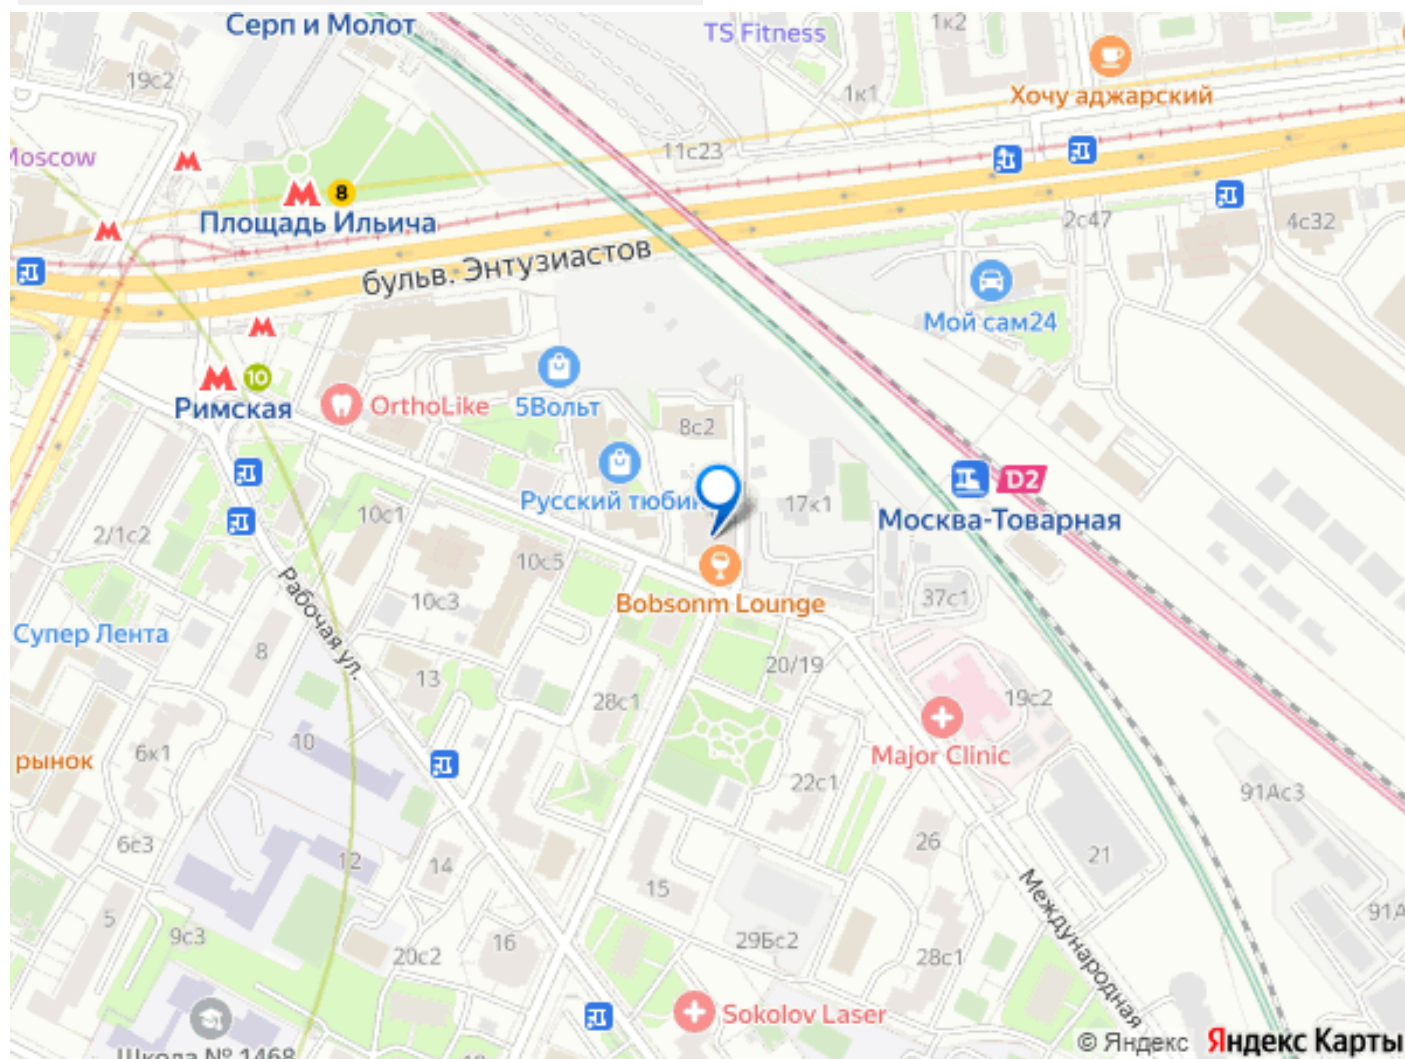 Серп и Молот
TS Fitness
1к2
19с2
1к1
Хочу аджарский
Moscow
11с23
8
Площадь Ильича
2с47
4с32
бульв. Энтузиастов
Мой сам24
10
Римская
OrthoLike
5Вольт
8с2
Русский тюбик
17к1
D2
Москва-Товарная
2/1с2
10с1
10с5
10с3
37с1
Bobsonm Lounge
Рабочая ул.
Супер Лента
8
13
20/19
28с1
19с2
Major Clinic
рынок
6к1
10
22с1
91Ас3
6с3
12
14
26
21
15
Международная
5
9с3
20с2
16
29Бс2
28с1
91А
Sokolov Laser
Школа № 1468
© Яндекс Яндекс Карты